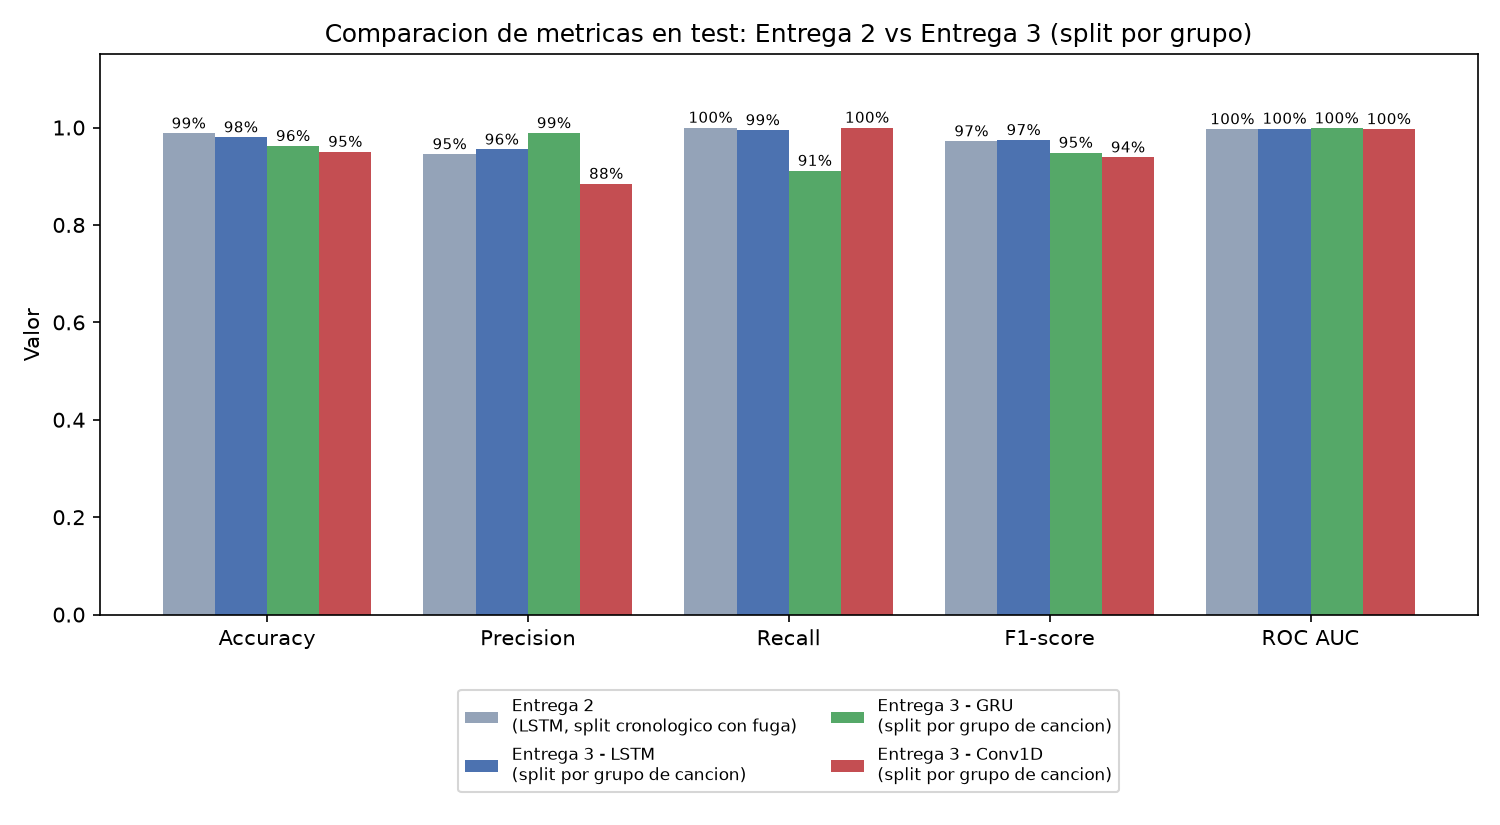 Comparacion de metricas en test: Entrega 2 vs Entrega 3 (split por grupo)
Valor
1.0
0.8
0.6
0.4
0.2
0.0
99% 98% 96% 95%
95% 96% 99% 88%
100% 99% 91% 100%
97% 97% 95% 94%
100% 100% 100% 100%
Accuracy Precision Recall F1-score ROC AUC
Entrega 2
(LSTM, split cronologico con fuga)
Entrega 3 - LSTM
(split por grupo de cancion)
Entrega 3 - GRU
(split por grupo de cancion)
Entrega 3 - Conv1D
(split por grupo de cancion)